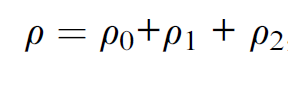 ρ = ρ₀+ρ₁ + ρ₂